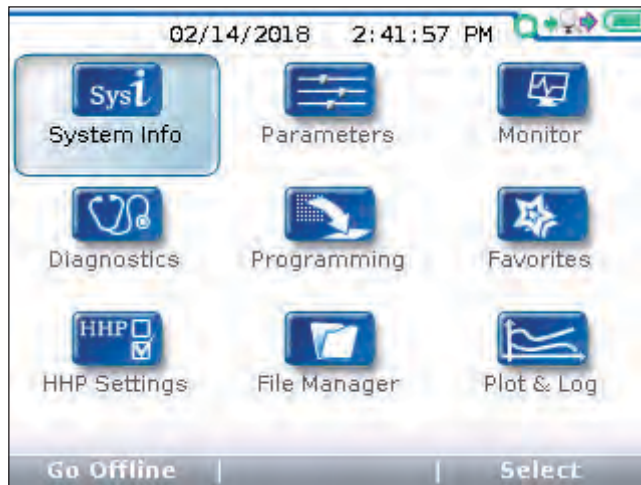 02/14/2018 2:41:57 PM
Sysi
System Info Parameters Monitor
Diagnostics Programming Favorites
HHP
HHP Settings File Manager Plot & Log
Go Offline Select